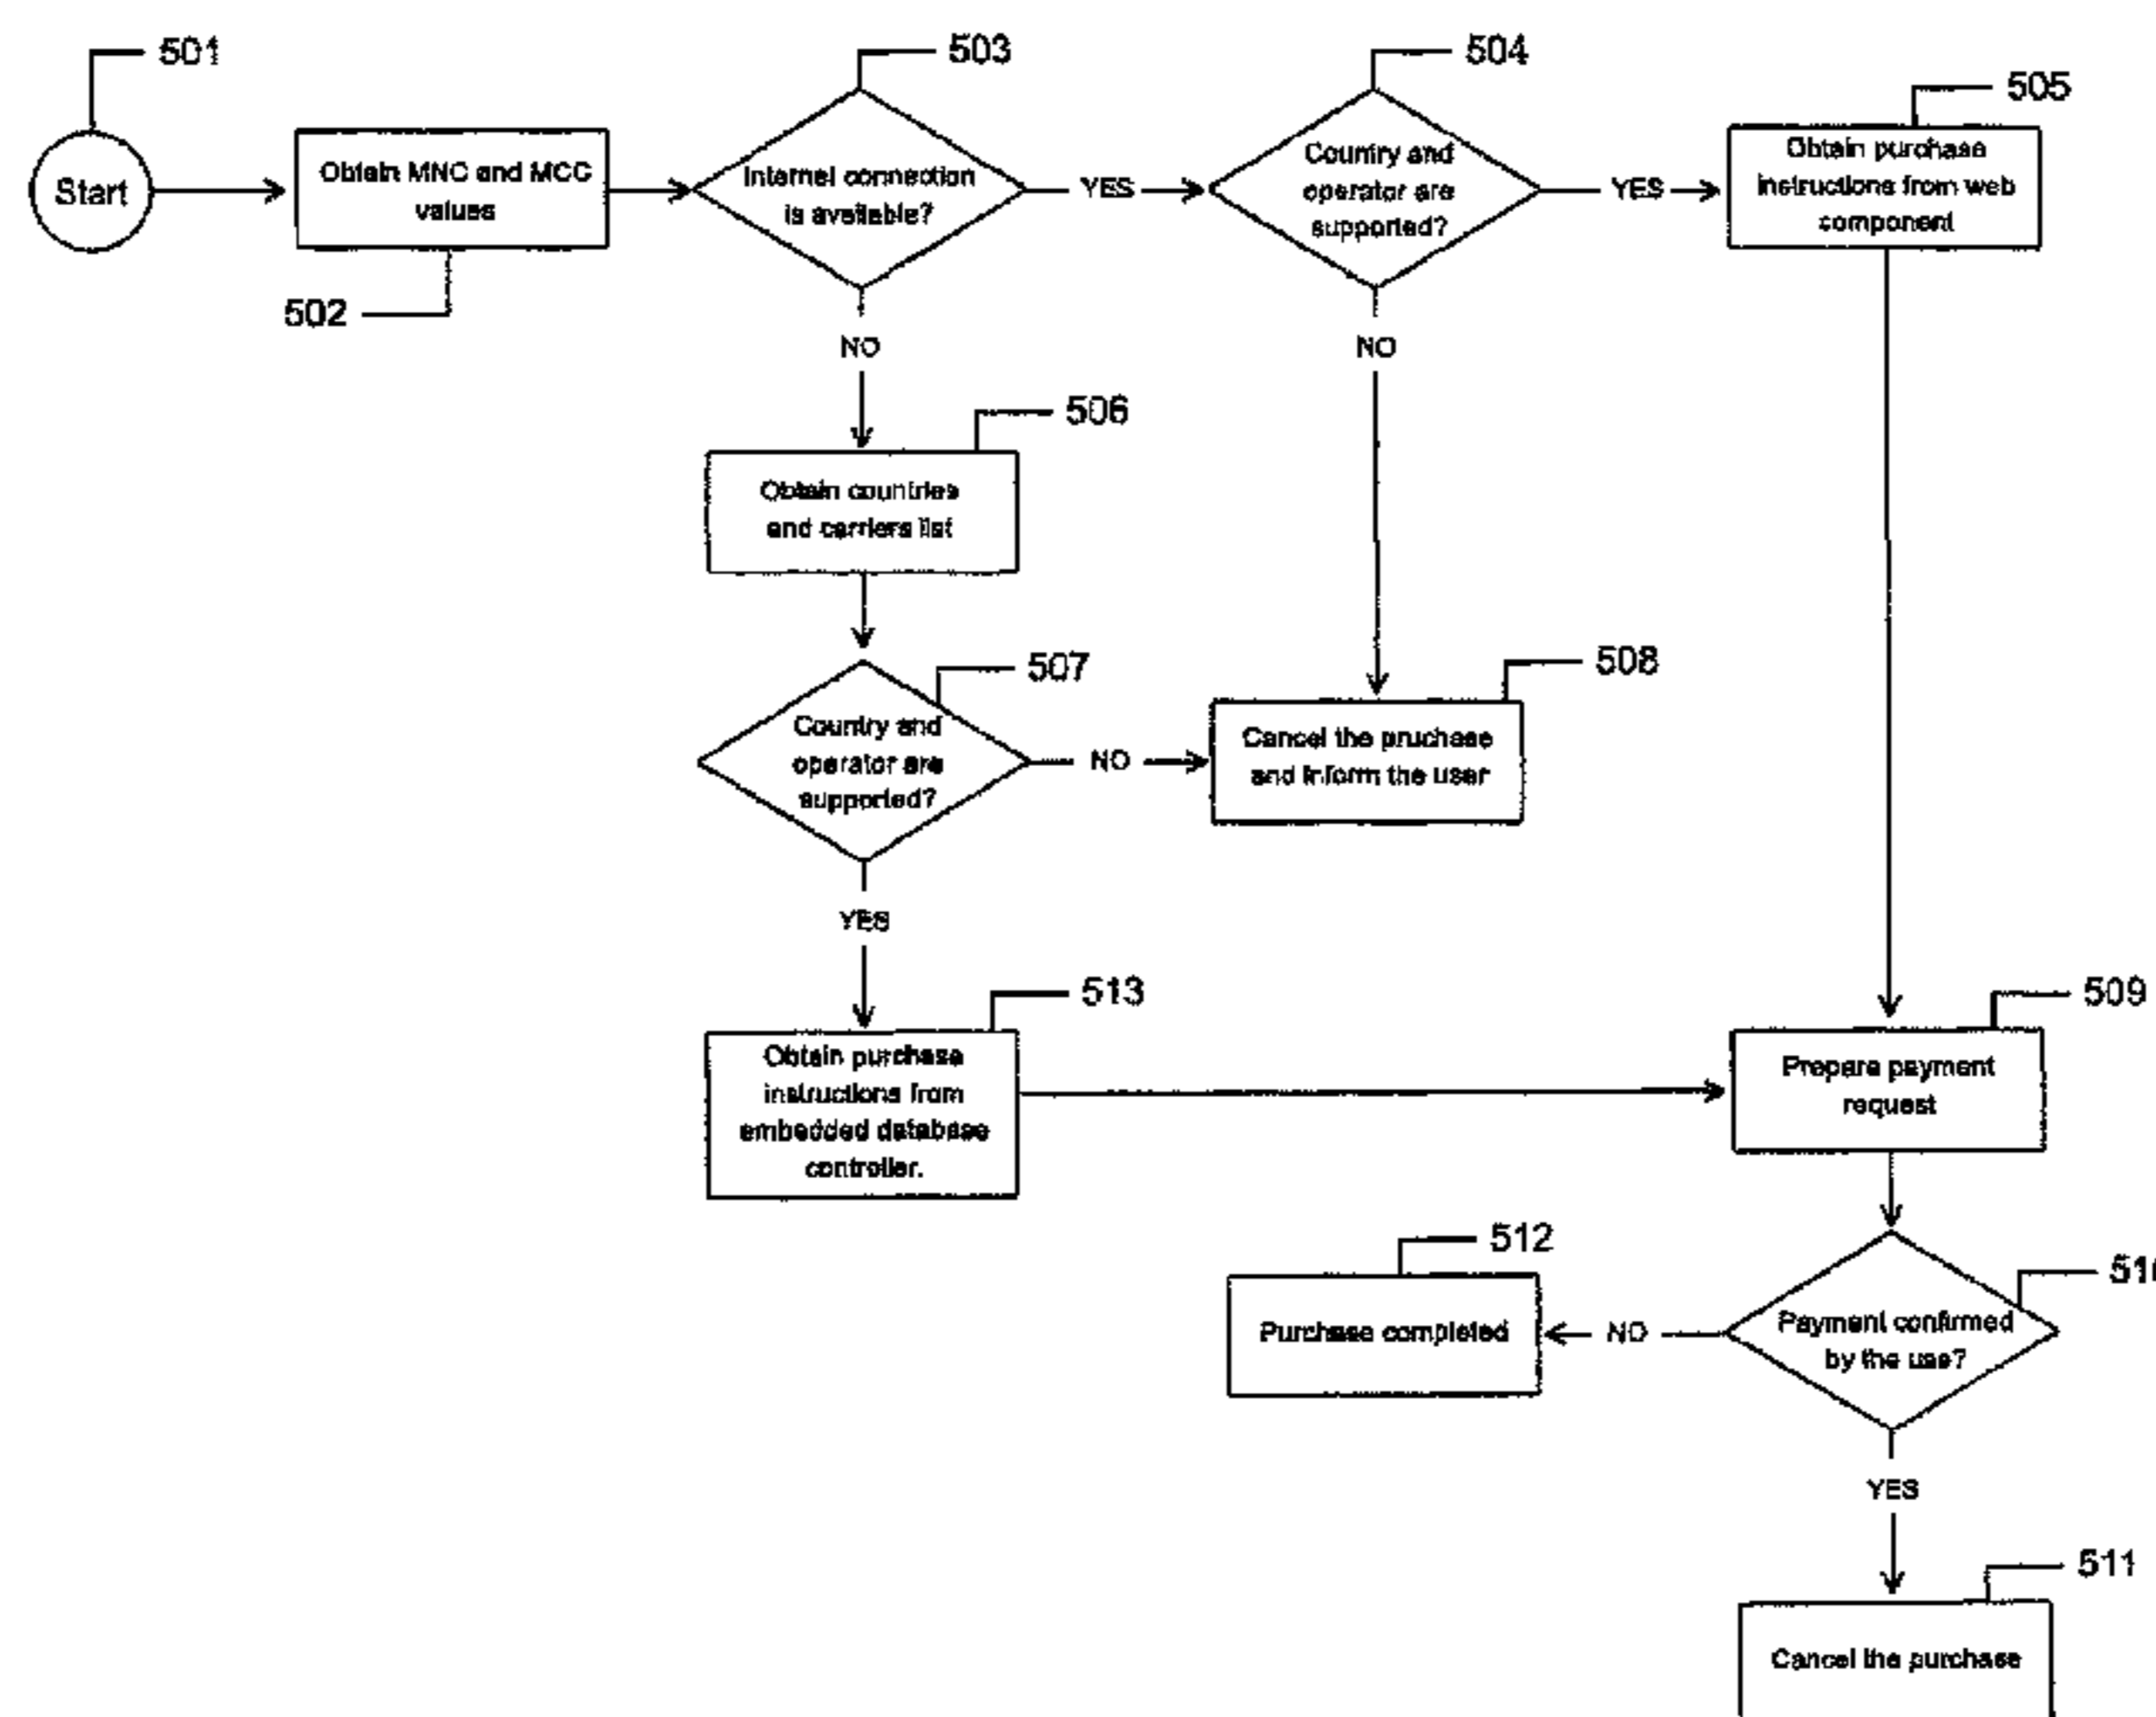 501
503
504
505
Start
Obtain MNC and MCC
values
Internet connection
is available?
YES
Country and
operator are
supported?
YES
Obtain purchase
instructions from web
component
502
NO
NO
506
Obtain countries
and carriers list
507
508
Country and
operator are
supported?
NO
Cancel the pruchase
and inform the user
YES
513
509
Obtain purchase
instructions from
embedded database
controller.
Prepare payment
request
512
Purchase completed
NO
Payment confirmed
by the use?
YES
511
Cancel the purchase